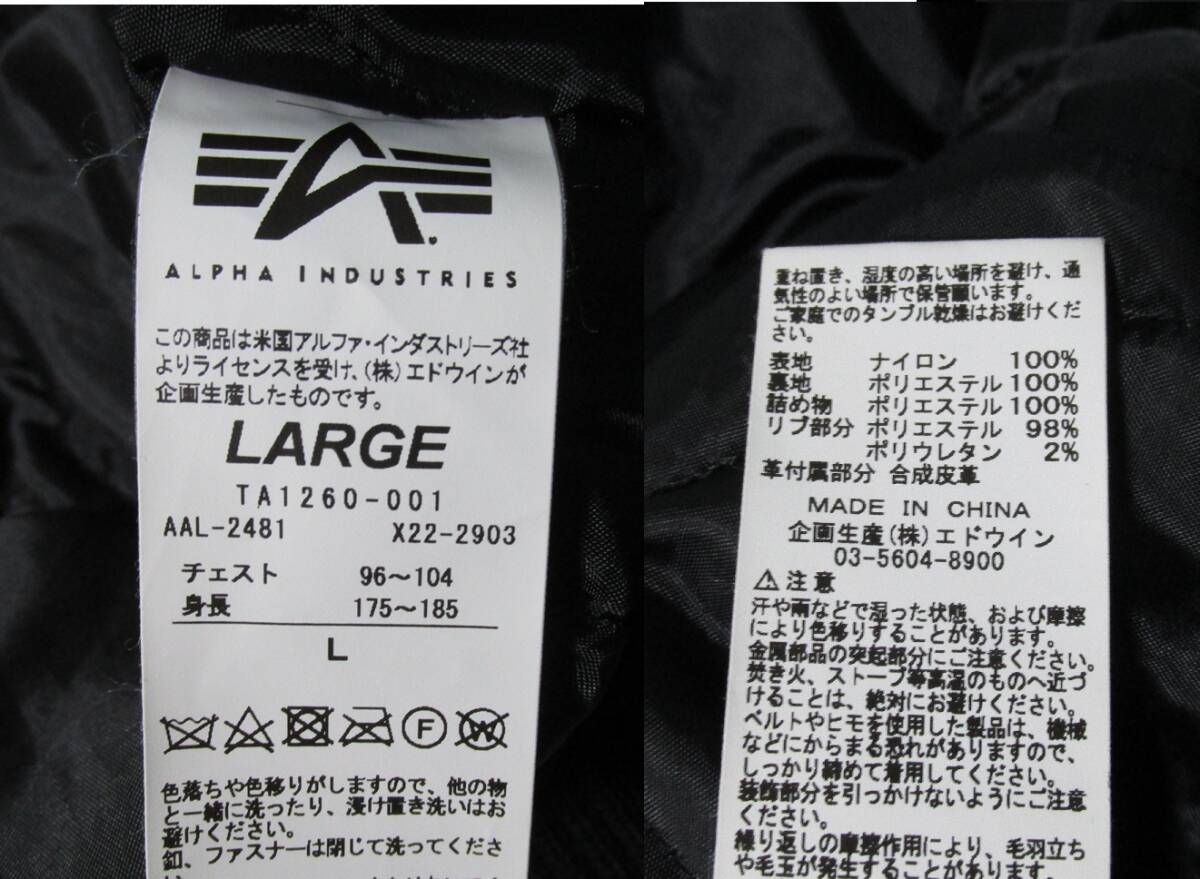 ALPHA INDUSTRIES
この商品は米国アルファ・インダストリーズ社
よりライセンスを受け、(株)エドウインが
企画生産したものです。
LARGE
TA1260-001
AAL-2481 X22-2903
チェスト 96～104
身長 175～185
L
F W
色落ちや色移りがしますので、他の物
と一緒に洗ったり、浸け置き洗いはお
避けください。
釦、ファスナーは閉じて洗ってくださ
重ね置き、湿度の高い場所を避け、通
気性のよい場所で保管願います。
ご家庭でのタンブル乾燥はお避けくだ
さい。
表地 ナイロン 100%
裏地 ポリエステル 100%
詰め物 ポリエステル 100%
リブ部分 ポリエステル 98%
ポリウレタン 2%
革付属部分 合成皮革
MADE IN CHINA
企画生産(株)エドウイン
03-5604-8900
⚠注意
汗や雨などで湿った状態、および摩擦
により色移りすることがあります。
金属部品の突起部分にご注意ください。
焚き火、ストーブ等高温のものへ近づ
けることは、絶対にお避けください。
ベルトやヒモを使用した製品は、機械
などにからまる恐れがありますので、
しっかり締めて着用してください。
装飾部分を引っかけないようにご注意
ください。
繰り返しの摩擦作用により、毛羽立ち
や毛玉が発生することがあります。